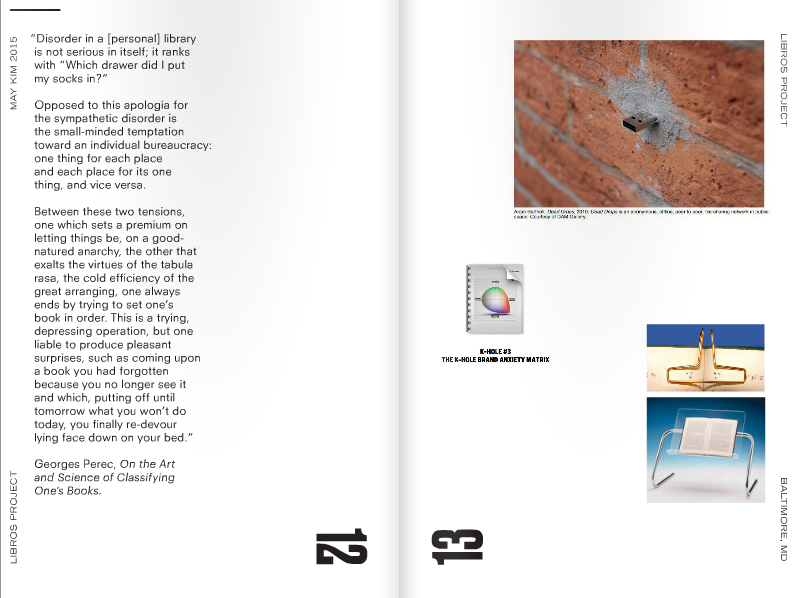 MAY KIM 2015
LIBROS PROJECT
“Disorder in a [personal] library
is not serious in itself; it ranks
with “Which drawer did I put
my socks in?”
Opposed to this apologia for
the sympathetic disorder is
the small-minded temptation
toward an individual bureaucracy:
one thing for each place
and each place for its one
thing, and vice versa.
Between these two tensions,
one which sets a premium on
letting things be, on a good-
natured anarchy, the other that
exalts the virtues of the tabula
rasa, the cold efficiency of the
great arranging, one always
ends by trying to set one’s
book in order. This is a trying,
depressing operation, but one
liable to produce pleasant
surprises, such as coming upon
a book you had forgotten
because you no longer see it
and which, putting off until
tomorrow what you won’t do
today, you finally re-devour
lying face down on your bed.”
Georges Perec, On the Art
and Science of Classifying
One’s Books.
12
LIBROS PROJECT
Aram Bartholl, Dead Drops, 2010. Dead Drops is an anonymous, offline, peer to peer, file-sharing network in public
space. Courtesy of DAM Gallery.
K-HOLE #3
THE K-HOLE BRAND ANXIETY MATRIX
13
BALTIMORE, MD